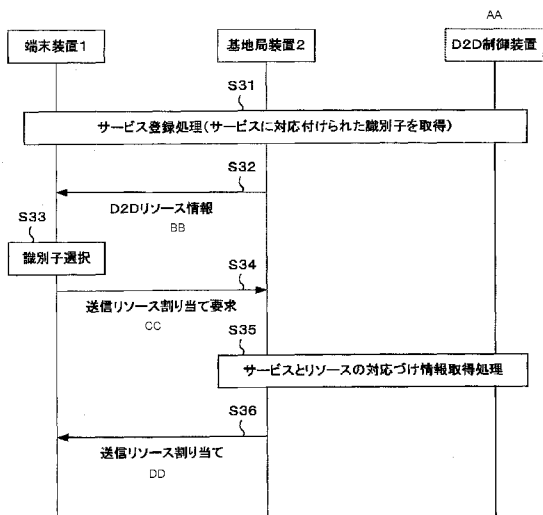 AA
端末装置1
基地局装置2
D2D制御装置
S31
サービス登録処理(サービスに対応付けられた識別子を取得)
S32
D2Dリソース情報
BB
S33
識別子選択
S34
送信リソース割り当て要求
CC
S35
サービスとリソースの対応づけ情報取得処理
S36
送信リソース割り当て
DD